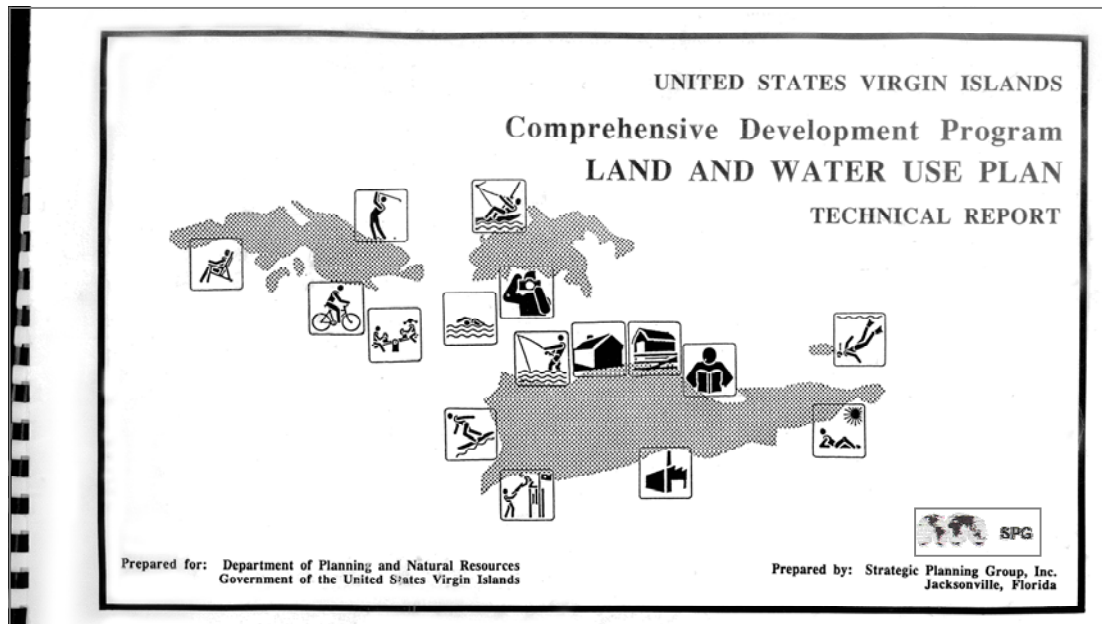 UNITED STATES VIRGIN ISLANDS
Comprehensive Development Program
LAND AND WATER USE PLAN
TECHNICAL REPORT
SPG
Prepared for: Department of Planning and Natural Resources
Government of the United States Virgin Islands
Prepared by: Strategic Planning Group, Inc.
Jacksonville, Florida